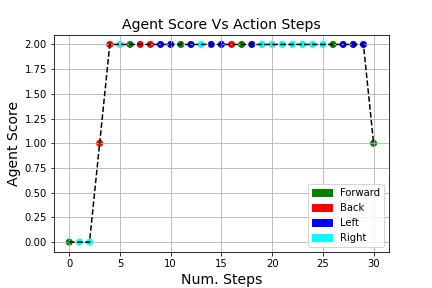 Agent Score Vs Action Steps
Agent Score
2.00
1.75
1.50
1.25
1.00
0.75
0.50
0.25
0.00
Forward
Back
Left
Right
0 5 10 15 20 25 30
Num. Steps